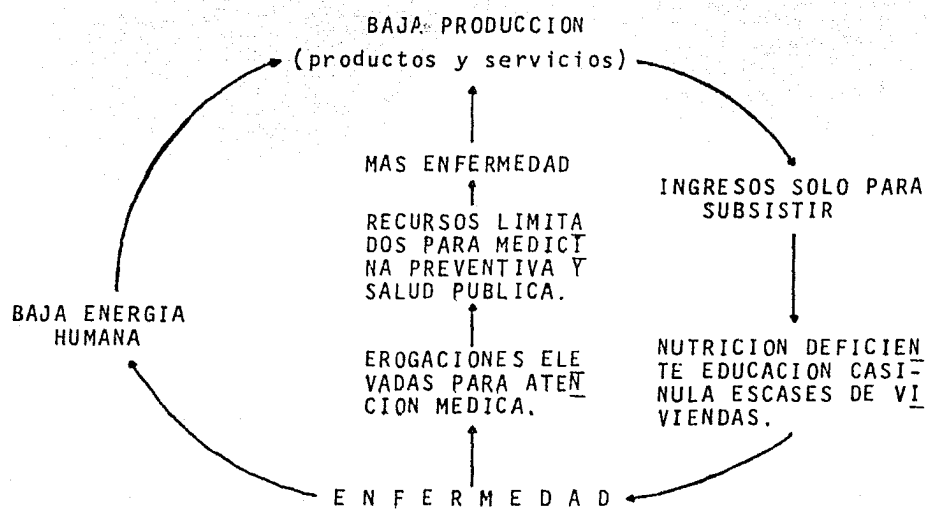 BAJA PRODUCCION
(productos y servicios)
MAS ENFERMEDAD
INGRESOS SOLO PARA
SUBSISTIR
RECURSOS LIMITA
DOS PARA MEDICI
NA PREVENTIVA Y
SALUD PUBLICA.
BAJA ENERGIA
HUMANA
EROGACIONES ELE
VADAS PARA ATEN
CION MEDICA.
NUTRICION DEFICIEN
TE EDUCACION CASI-
NULA ESCASES DE VI
VIENDAS.
ENFERMEDAD